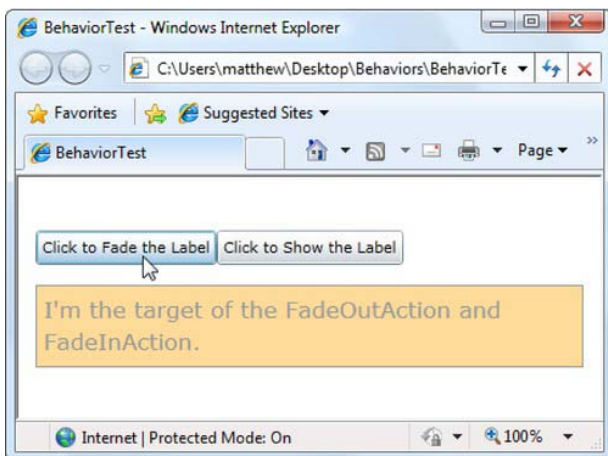 BehaviorTest - Windows Internet Explorer
C:\Users\matthew\Desktop\Behaviors\BehaviorTe
Favorites Suggested Sites
BehaviorTest Page »
Click to Fade the Label Click to Show the Label
I'm the target of the FadeOutAction and
FadeInAction.
Internet | Protected Mode: On 100%